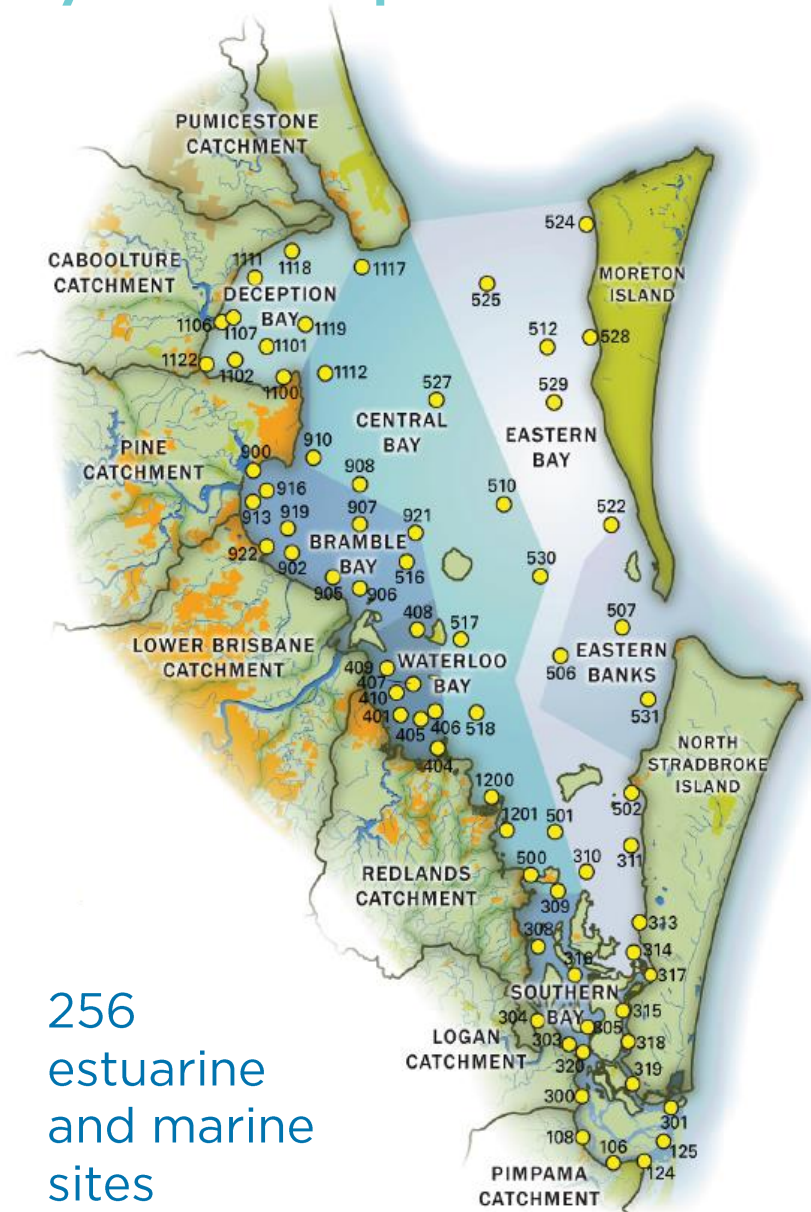 PUMICESTONE
CATCHMENT
524
CABOOLTURE
CATCHMENT
1111
1118
1117
MORETON
ISLAND
525
DECEPTION
BAY
1106
1107
1119
528
512
1101
1122
1102
1100
1112
527
529
CENTRAL
BAY
EASTERN
BAY
PINE
CATCHMENT
900
910
908
916
510
913
907
522
919
921
922
902
BRAMBLE
BAY
516
530
905
906
408
517
507
LOWER BRISBANE
CATCHMENT
409
WATERLOO
BAY
506
EASTERN
BANKS
407
410
531
401
405
406
518
404
NORTH
STRADBROKE
ISLAND
1200
502
1201
501
311
500
310
REDLANDS
CATCHMENT
309
313
308
314
316
317
SOUTHERN
BAY
315
304
305
LOGAN
CATCHMENT
303
318
320
319
300
301
108
106
125
124
PIMPAMA
CATCHMENT
256
estuarine
and marine
sites